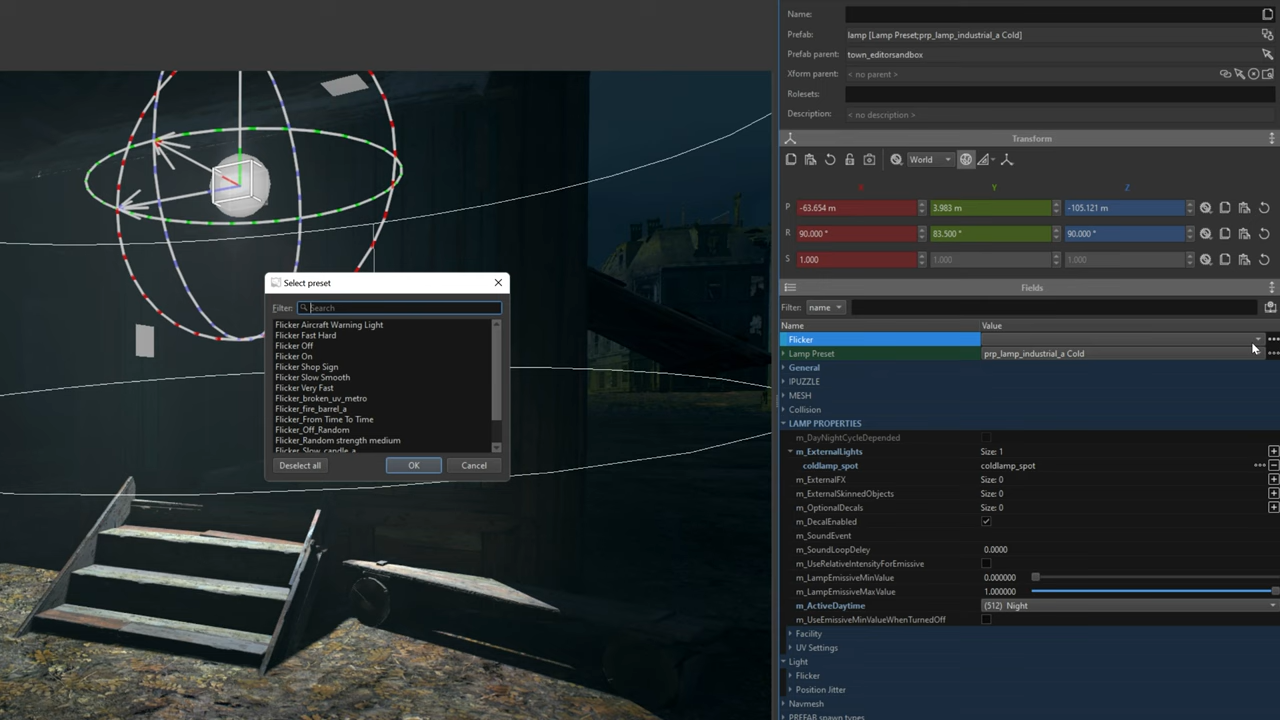 Name:
Prefab: lamp [Lamp Preset;prp_lamp_industrial_a Cold]
Prefab parent: town_editorsandbox
Xform parent: < no parent >
Rolesets:
Description: < no description >
Transform
World
X Y Z
P -63.654 m 3.983 m -105.121 m
R 90.000 ° 83.500 ° 90.000 °
S 1.000 1.000 1.000
Fields
Filter: name
Name Value
Flicker
Lamp Preset prp_lamp_industrial_a Cold
General
IPUZZLE
MESH
Collision
LAMP PROPERTIES
m_DayNightCycleDepended
m_ExternalLights Size: 1
coldlamp_spot coldlamp_spot
m_ExternalFX Size: 0
m_ExternalSkinnedObjects Size: 0
m_OptionalDecals Size: 0
m_DecalEnabled
m_SoundEvent
m_SoundLoopDeley 0.0000
m_UseRelativeIntensityForEmissive
m_LampEmissiveMinValue 0.000000
m_LampEmissiveMaxValue 1.000000
m_ActiveDaytime (512) Night
m_UseEmissiveMinValueWhenTurnedOff
Facility
UV Settings
Light
Flicker
Position Jitter
Navmesh
PREFAB spawn types
Select preset
Filter: Search
Flicker Aircraft Warning Light
Flicker Fast Hard
Flicker Off
Flicker On
Flicker Shop Sign
Flicker Slow Smooth
Flicker Very Fast
Flicker_broken_uv_metro
Flicker_fire_barrel_a
Flicker_From Time To Time
Flicker_Off_Random
Flicker_Random strength medium
Flicker_Slow_candle_a
Deselect all OK Cancel